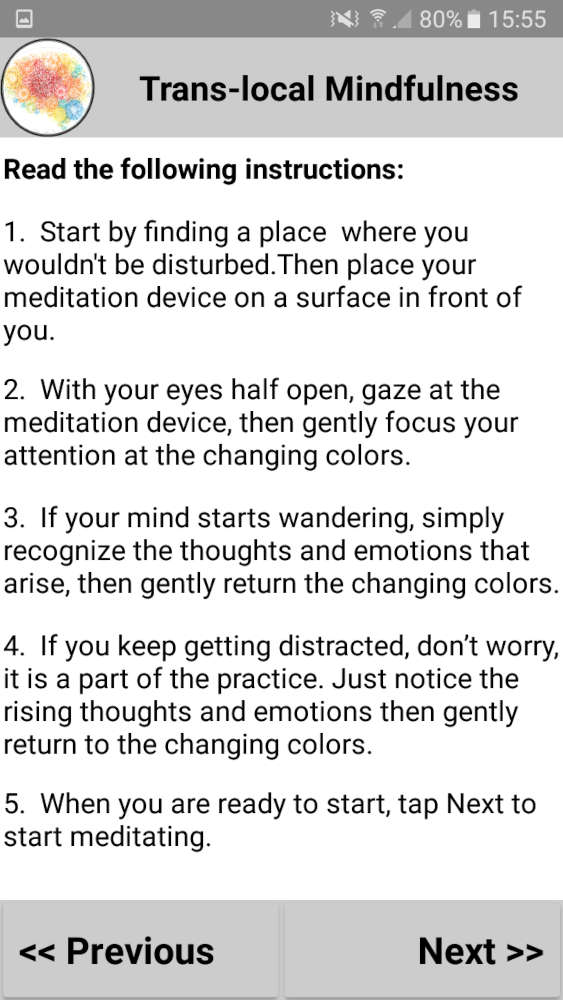 80% 15:55
Trans-local Mindfulness
Read the following instructions:
1.  Start by finding a place  where you
wouldn't be disturbed.Then place your
meditation device on a surface in front of
you.
2.  With your eyes half open, gaze at the
meditation device, then gently focus your
attention at the changing colors.
3.  If your mind starts wandering, simply
recognize the thoughts and emotions that
arise, then gently return the changing colors.
4.  If you keep getting distracted, don’t worry,
it is a part of the practice. Just notice the
rising thoughts and emotions then gently
return to the changing colors.
5.  When you are ready to start, tap Next to
start meditating.
<< Previous
Next >>